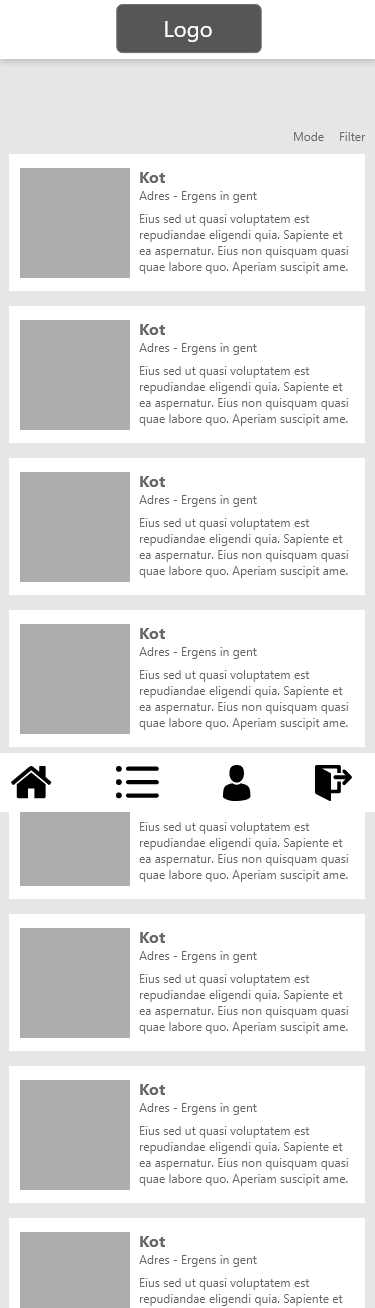 Logo
Mode Filter
Kot
Adres - Ergens in gent
Eius sed ut quasi voluptatem est
repudiandae eligendi quia. Sapiente et
ea aspernatur. Eius non quisquam quasi
quae labore quo. Aperiam suscipit ame.
Kot
Adres - Ergens in gent
Eius sed ut quasi voluptatem est
repudiandae eligendi quia. Sapiente et
ea aspernatur. Eius non quisquam quasi
quae labore quo. Aperiam suscipit ame.
Kot
Adres - Ergens in gent
Eius sed ut quasi voluptatem est
repudiandae eligendi quia. Sapiente et
ea aspernatur. Eius non quisquam quasi
quae labore quo. Aperiam suscipit ame.
Kot
Adres - Ergens in gent
Eius sed ut quasi voluptatem est
repudiandae eligendi quia. Sapiente et
ea aspernatur. Eius non quisquam quasi
quae labore quo. Aperiam suscipit ame.
Eius sed ut quasi voluptatem est
repudiandae eligendi quia. Sapiente et
ea aspernatur. Eius non quisquam quasi
quae labore quo. Aperiam suscipit ame.
Kot
Adres - Ergens in gent
Eius sed ut quasi voluptatem est
repudiandae eligendi quia. Sapiente et
ea aspernatur. Eius non quisquam quasi
quae labore quo. Aperiam suscipit ame.
Kot
Adres - Ergens in gent
Eius sed ut quasi voluptatem est
repudiandae eligendi quia. Sapiente et
ea aspernatur. Eius non quisquam quasi
quae labore quo. Aperiam suscipit ame.
Kot
Adres - Ergens in gent
Eius sed ut quasi voluptatem est
repudiandae eligendi quia. Sapiente et